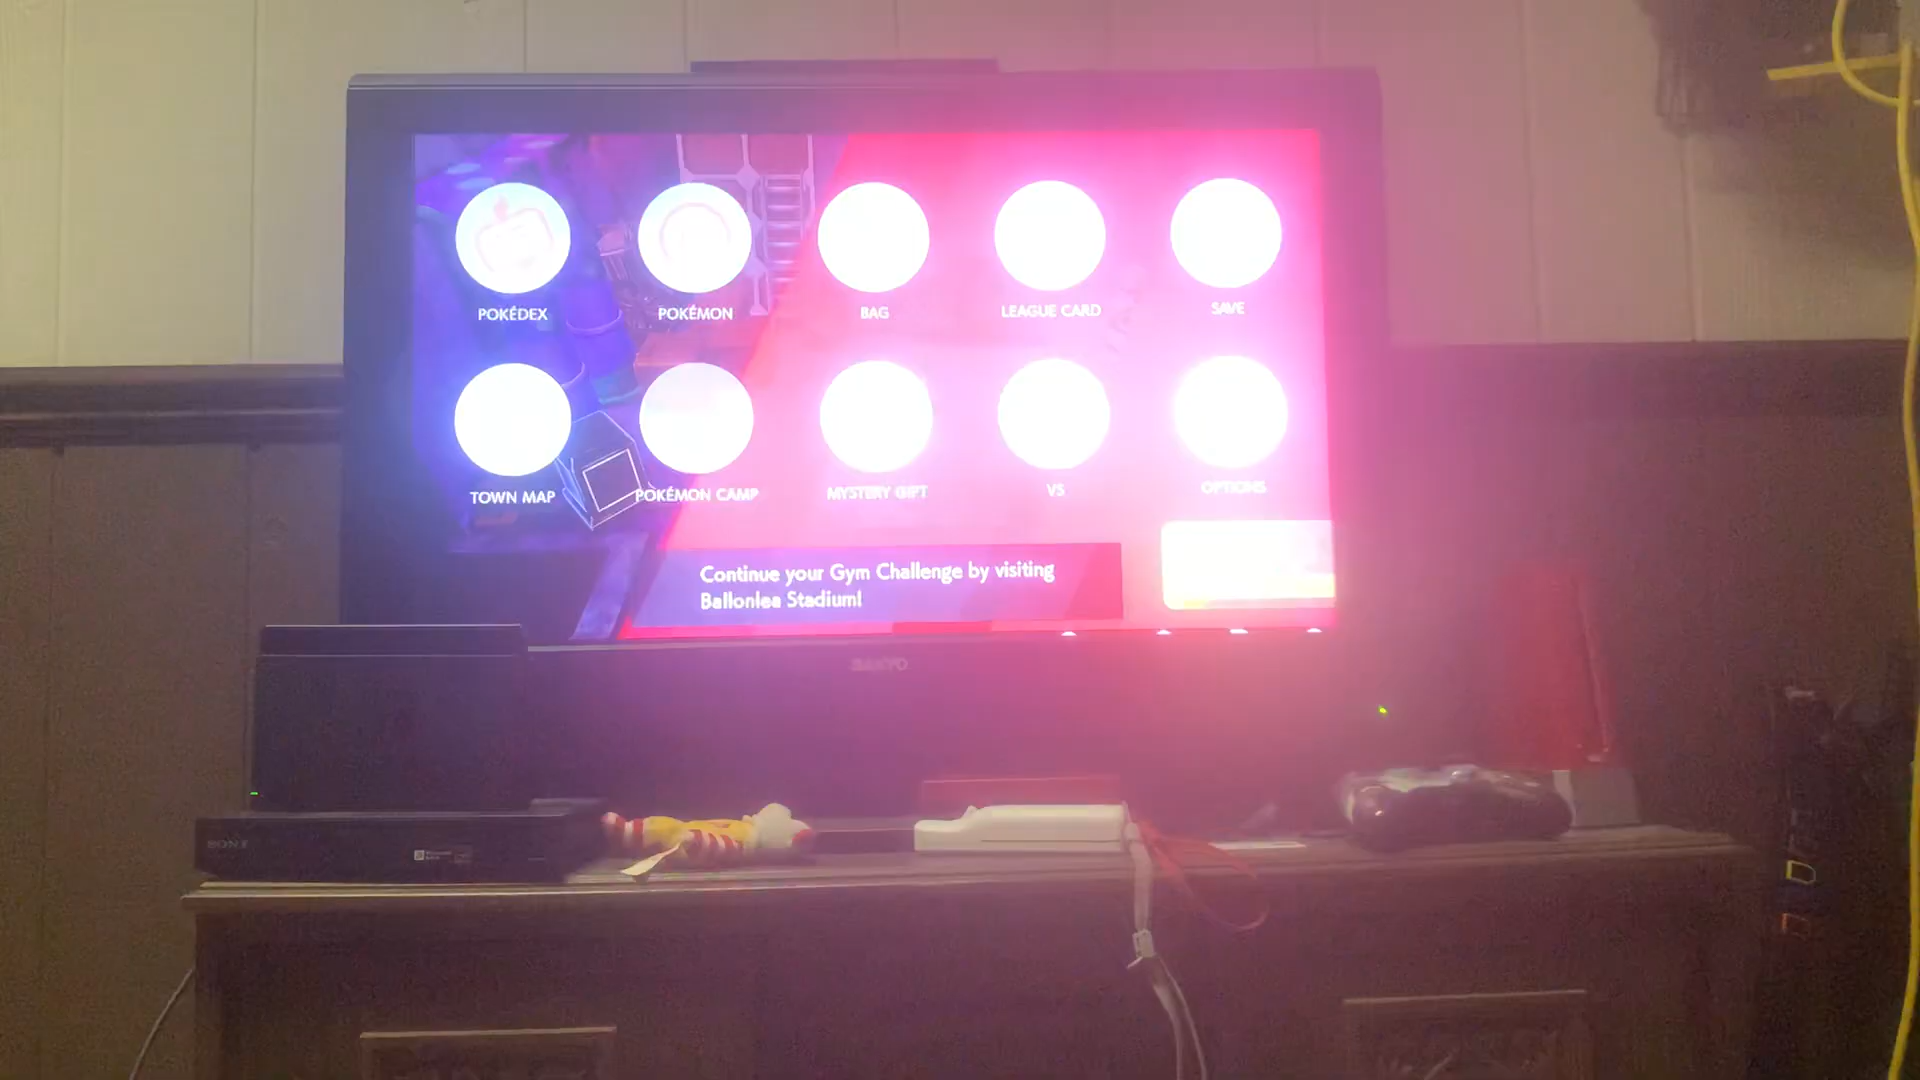 POKÉDEX
POKÉMON
BAG
LEAGUE CARD
SAVE
TOWN MAP
POKÉMON CAMP
MYSTERY GIFT
VS
OPTIONS
Continue your Gym Challenge by visiting
Ballonlea Stadium!
SANYO
SONY